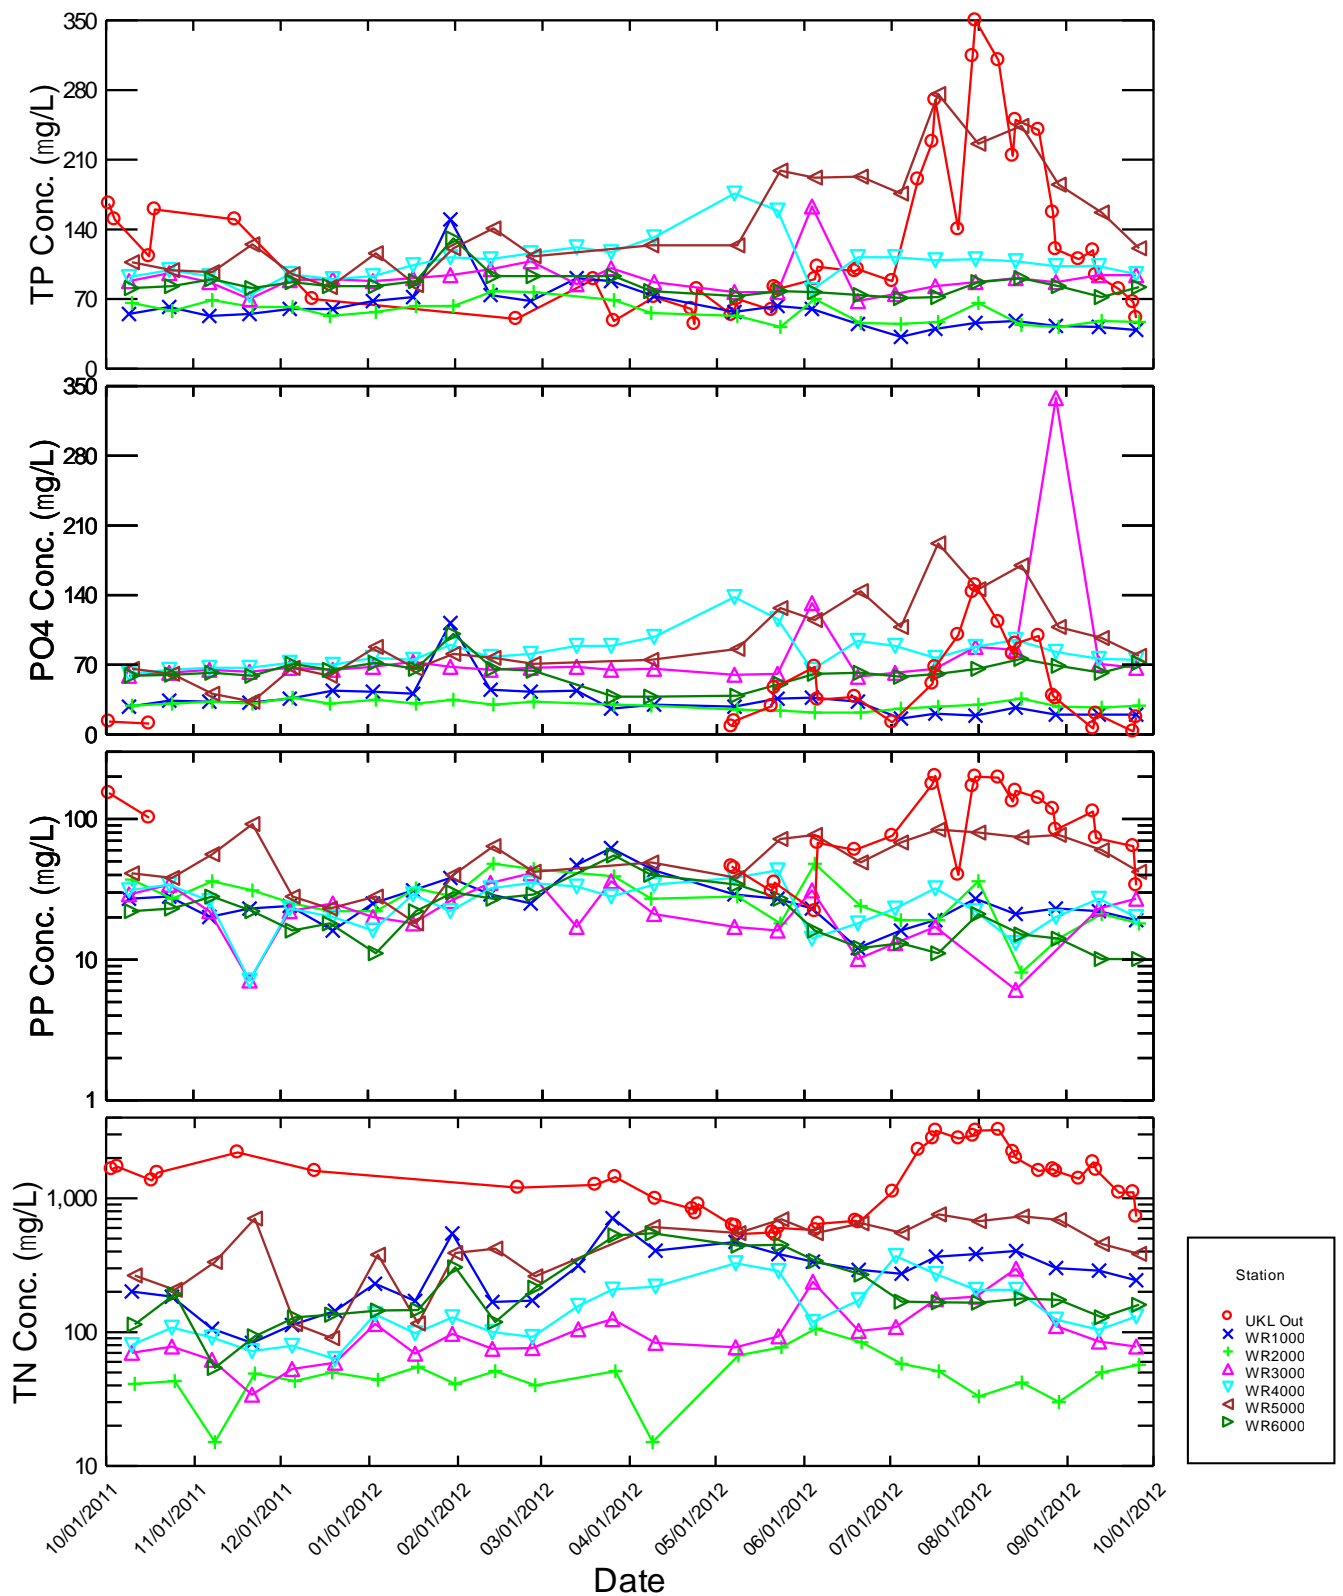 350
280
210
140
70
0
TP Conc. (mg/L)
350
280
210
140
70
0
PO4 Conc. (mg/L)
100
10
1
PP Conc. (mg/L)
1,000
100
10
TN Conc. (mg/L)
10/01/2011
11/01/2011
12/01/2011
01/01/2012
02/01/2012
03/01/2012
04/01/2012
05/01/2012
06/01/2012
07/01/2012
08/01/2012
09/01/2012
10/01/2012
Date
Station
UKL Out
WR1000
WR2000
WR3000
WR4000
WR5000
WR6000